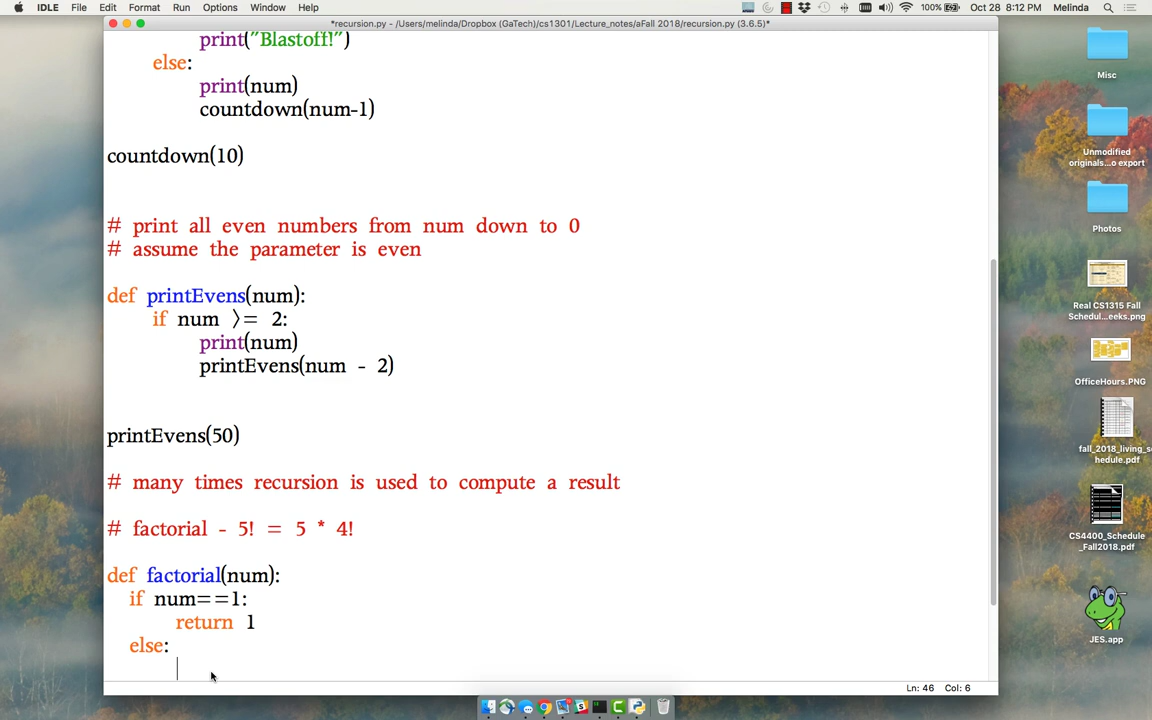 IDLE File Edit Format Run Options Window Help 100% Oct 28 8:12 PM Melinda
*recursion.py - /Users/melinda/Dropbox (GaTech)/cs1301/Lecture_notes/aFall 2018/recursion.py (3.6.5)*
print("Blastoff!")
else:
print(num)
countdown(num-1)
countdown(10)
# print all even numbers from num down to 0
# assume the parameter is even
def printEvens(num):
if num >= 2:
print(num)
printEvens(num - 2)
printEvens(50)
# many times recursion is used to compute a result
# factorial - 5! = 5 * 4!
def factorial(num):
if num==1:
return 1
else:
Ln: 46 Col: 6
Misc
Unmodified
originals...o export
Photos
Real CS1315 Fall
Schedul...eeks.png
OfficeHours.PNG
fall_2018_living_s
hedule.pdf
CS4400_Schedule
_Fall2018.pdf
JES.app